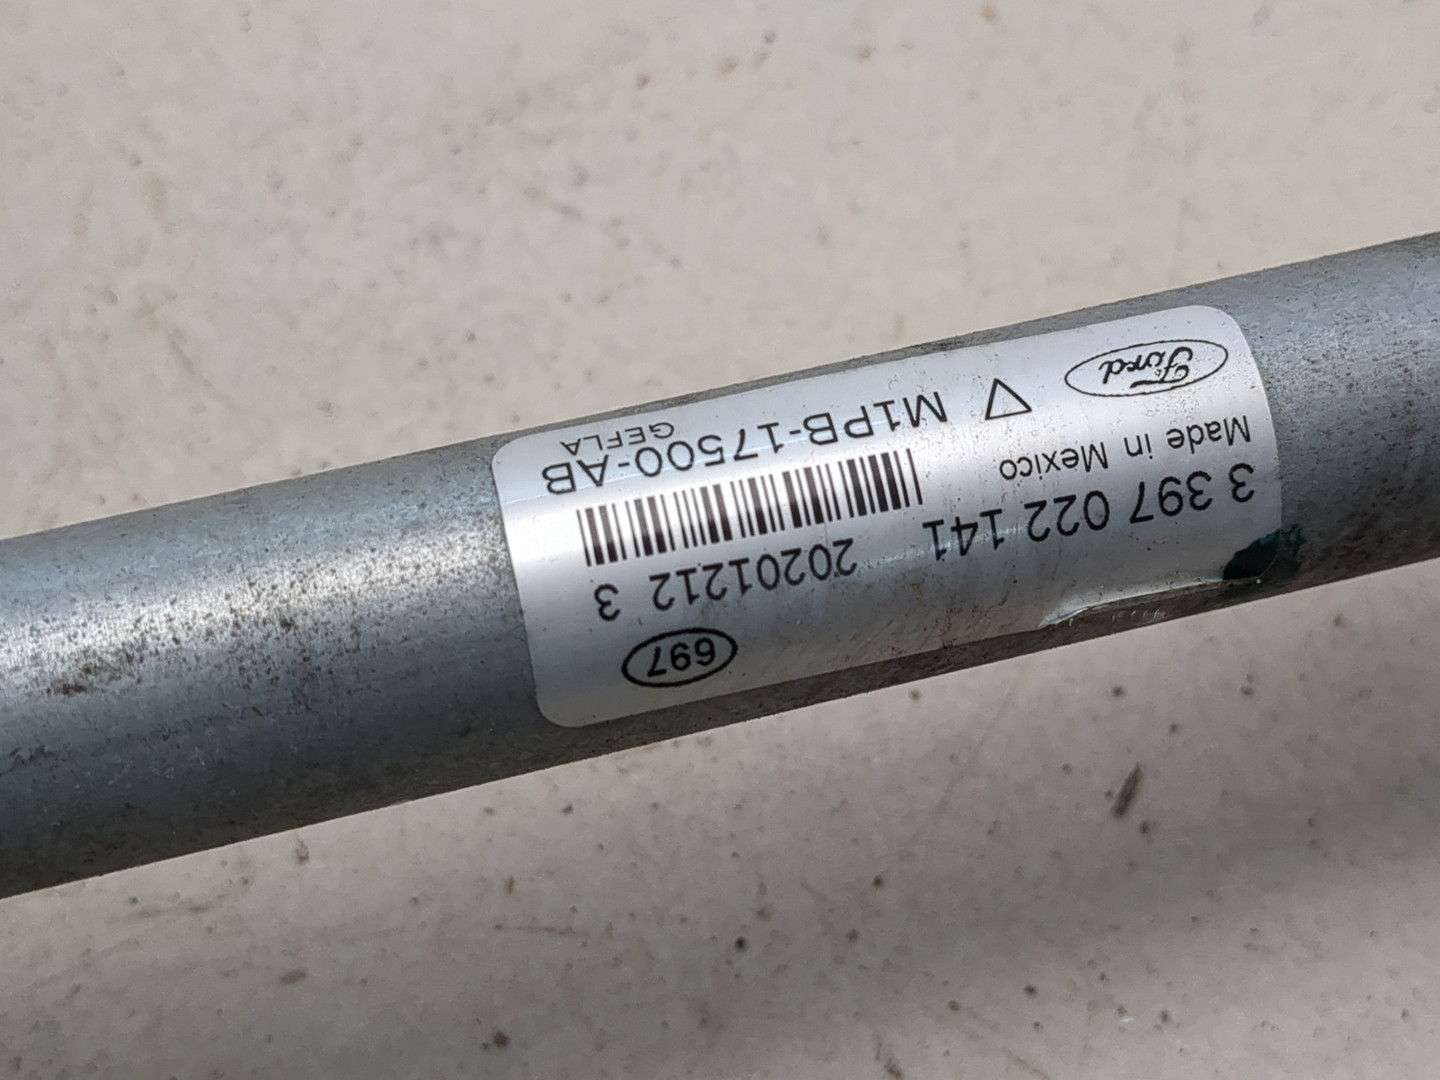 697
20201212 3
3 397 022 141
Made in Mexico
M1PB-17500-AB
GEFLA
Ford